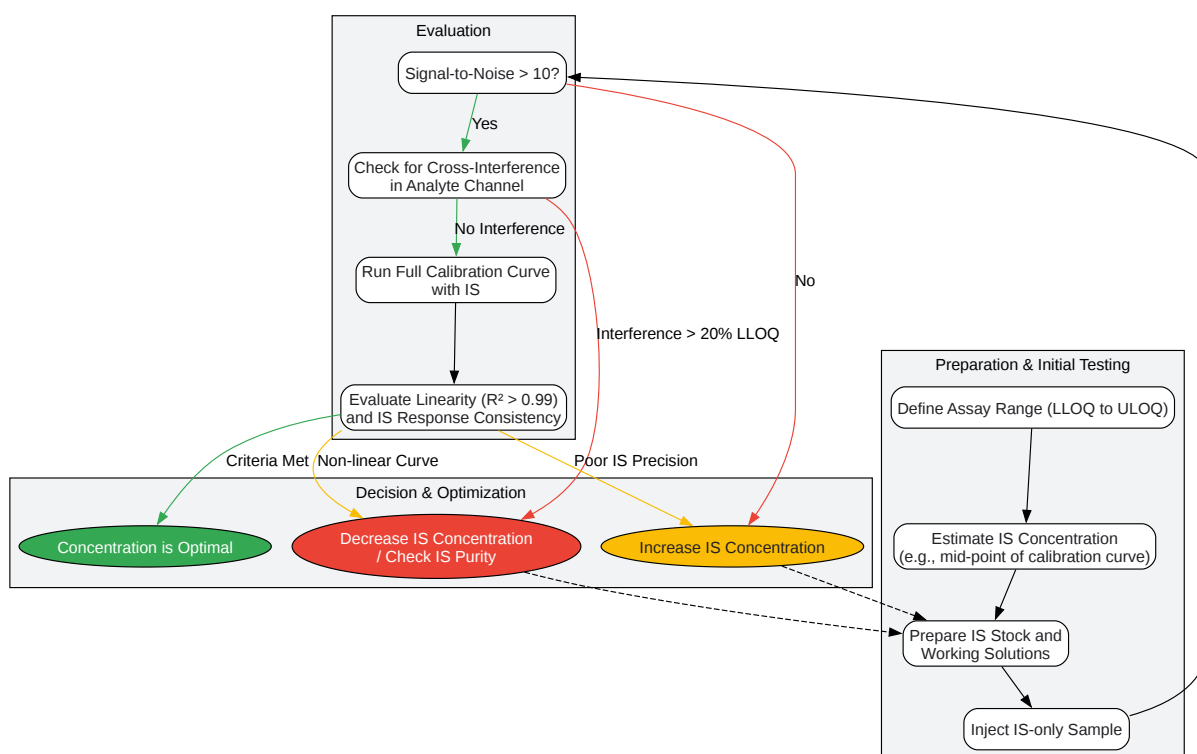 Evaluation
Signal-to-Noise > 10?
Yes
Check for Cross-Interference
in Analyte Channel
No Interference
Run Full Calibration Curve
with IS
No
Interference > 20% LLOQ
Evaluate Linearity (R² > 0.99)
and IS Response Consistency
Criteria Met
Non-linear Curve
Poor IS Precision
Decision & Optimization
Concentration is Optimal
Decrease IS Concentration
/ Check IS Purity
Increase IS Concentration
Preparation & Initial Testing
Define Assay Range (LLOQ to ULOQ)
Estimate IS Concentration
(e.g., mid-point of calibration curve)
Prepare IS Stock and
Working Solutions
Inject IS-only Sample